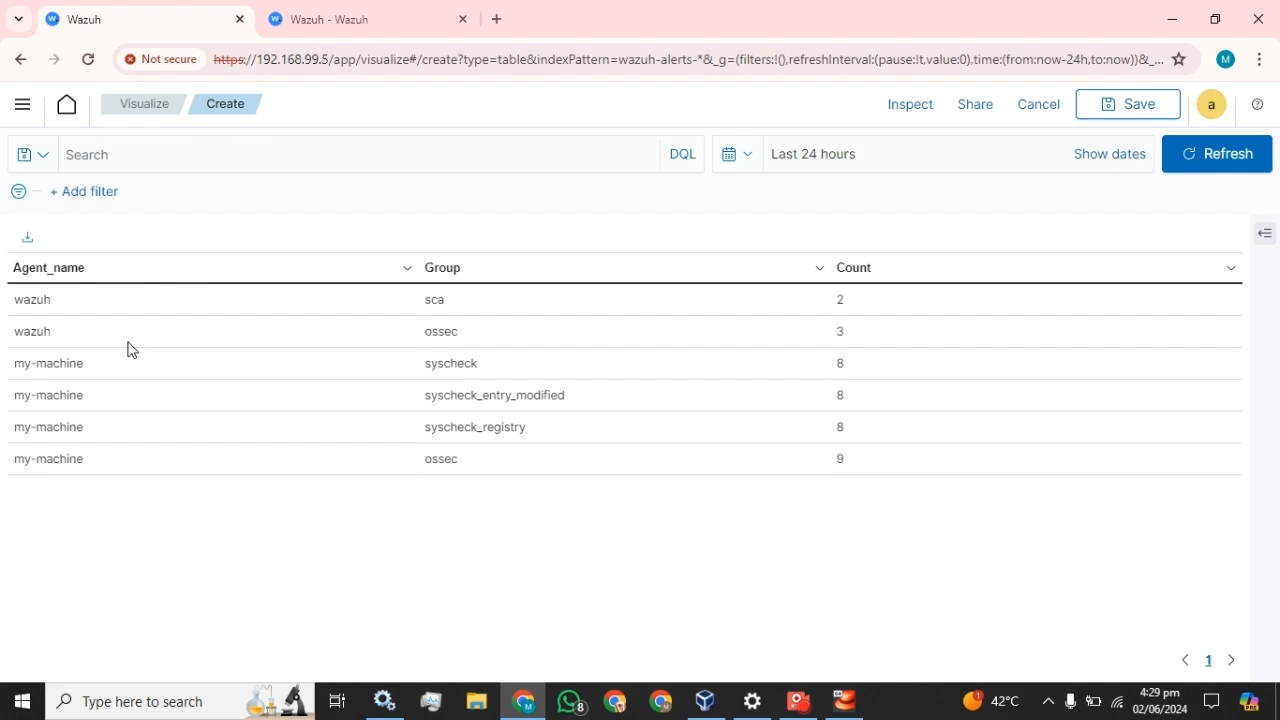 Wazuh
Wazuh - Wazuh
Not secure
https://192.168.99.5/app/visualize#/create?type=table&indexPattern=wazuh-alerts-*&_g=(filters:!(),refreshInterval:(pause:!t,value:0),time:(from:now-24h,to:now))&_...
M
Visualize
Create
Inspect
Share
Cancel
Save
a
Search
DQL
Last 24 hours
Show dates
Refresh
+ Add filter
Agent_name Group Count
wazuh sca 2
wazuh ossec 3
my-machine syscheck 8
my-machine syscheck_entry_modified 8
my-machine syscheck_registry 8
my-machine ossec 9
1
Type here to search
8
1
42°C
4:29 pm
02/06/2024